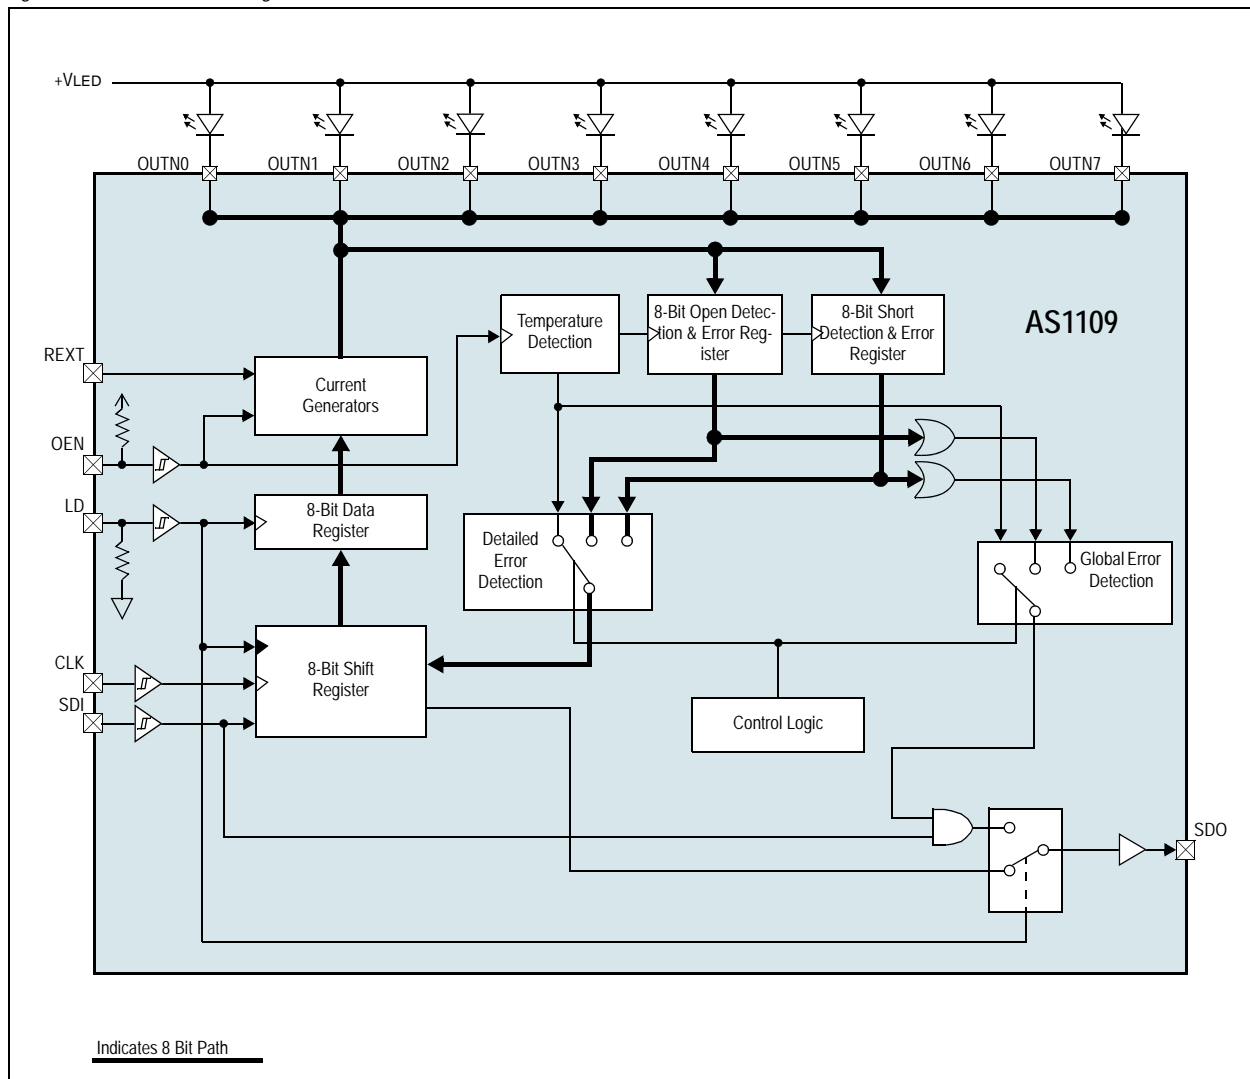 +VLED
OUTN0 OUTN1 OUTN2 OUTN3 OUTN4 OUTN5 OUTN6 OUTN7
AS1109
Temperature
Detection
8-Bit Open Detec-
tion & Error Reg-
ister
8-Bit Short
Detection & Error
Register
REXT
Current
Generators
OEN
LD
8-Bit Data
Register
Detailed
Error
Detection
Global Error
Detection
CLK
SDI
8-Bit Shift
Register
Control Logic
SDO
Indicates 8 Bit Path